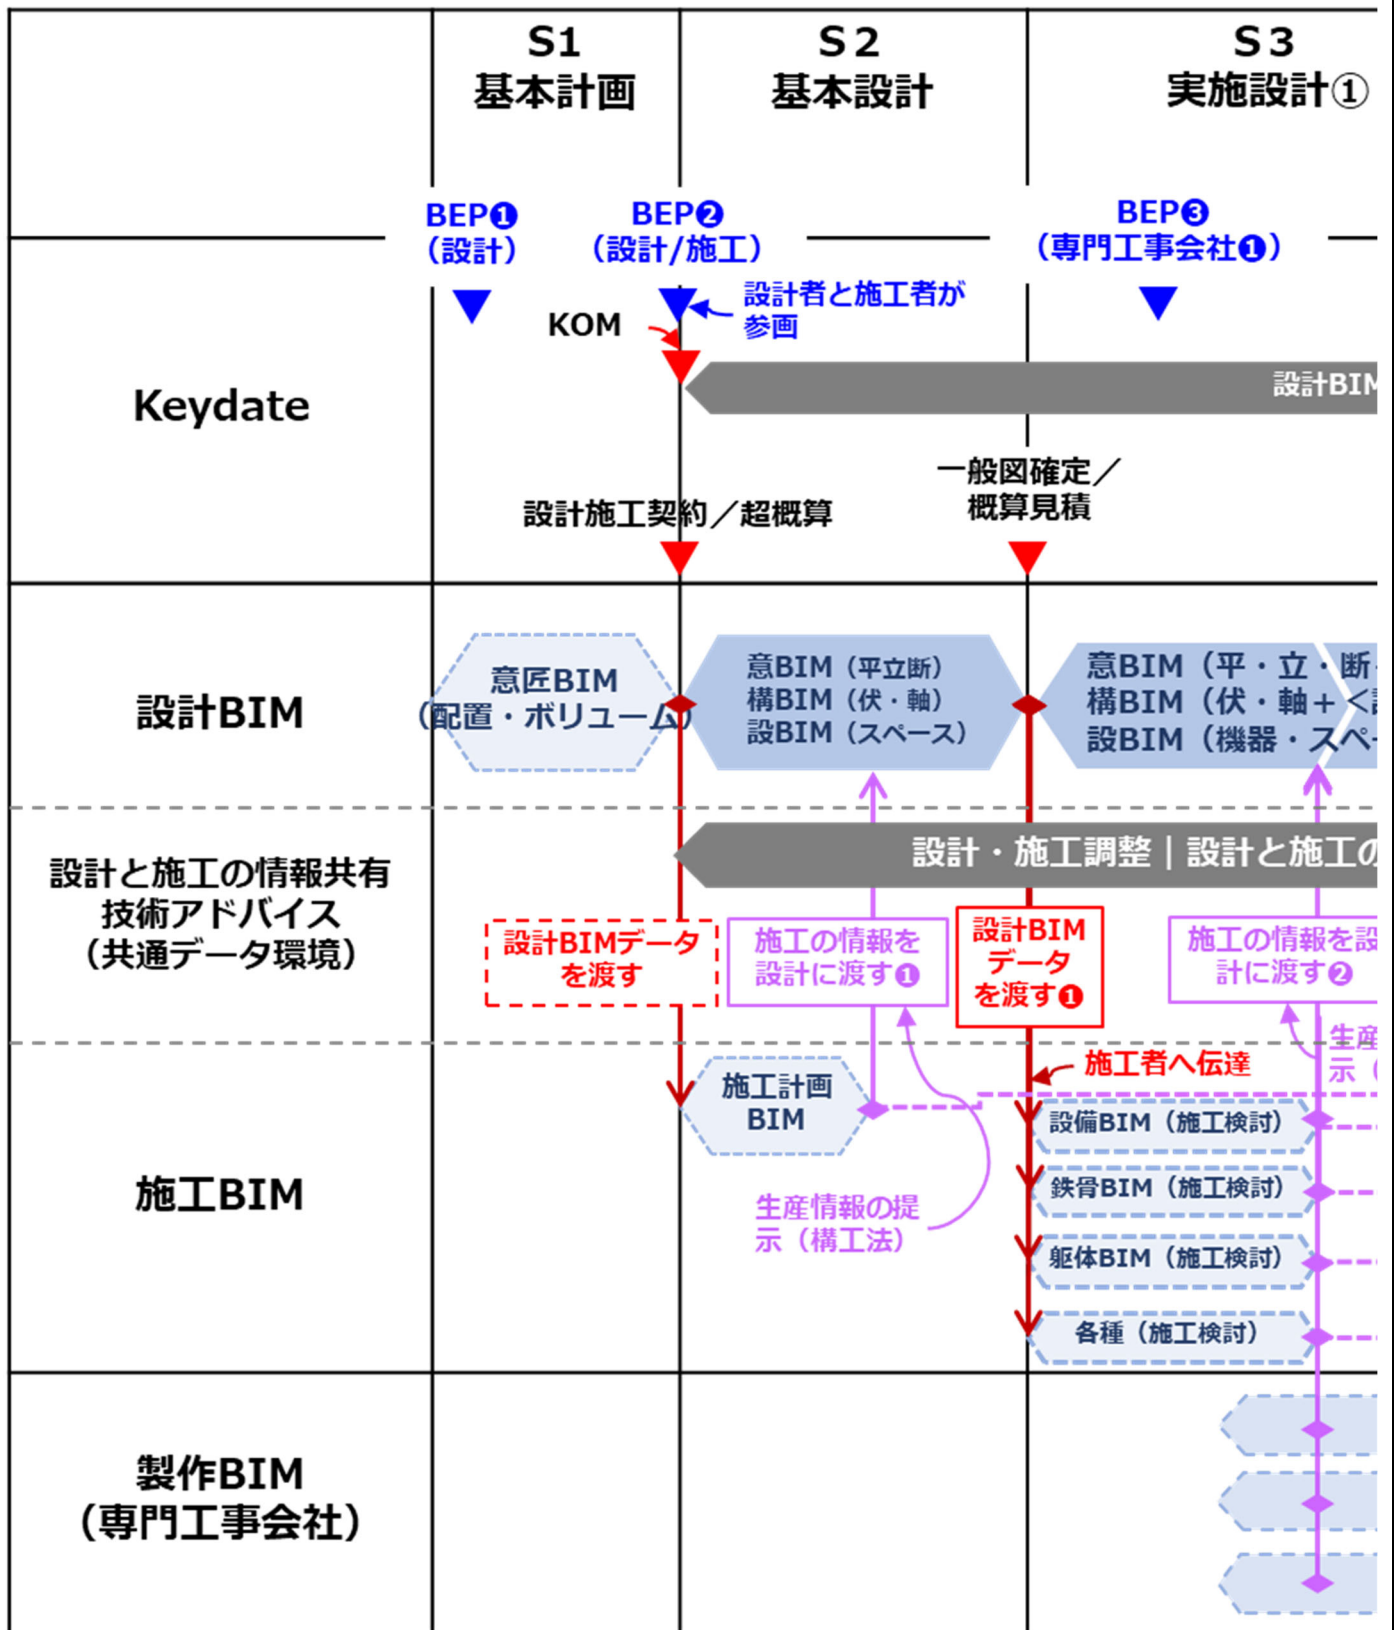 S1
基本計画
S２
基本設計
S３
実施設計①
BEP❶
（設計）
BEP❷
（設計/施工）
BEP❸
（専門工事会社❶）
設計者と施工者が
参画
KOM
Keydate
設計BIM
一般図確定／
概算見積
設計施工契約／超概算
設計BIM
意匠BIM
（配置・ボリューム）
意BIM（平立断）
構BIM（伏・軸）
設BIM（スペース）
意BIM（平・立・断
構BIM（伏・軸＋＜
設BIM（機器・スペ
設計と施工の情報共有
技術アドバイス
（共通データ環境）
設計・施工調整｜設計と施工の
設計BIMデータ
を渡す
施工の情報を
設計に渡す❶
設計BIM
データ
を渡す❶
施工の情報を設
計に渡す❷
生産
示（
施工BIM
施工計画
BIM
施工者へ伝達
設備BIM（施工検討）
鉄骨BIM（施工検討）
躯体BIM（施工検討）
各種（施工検討）
生産情報の提
示（構工法）
製作BIM
（専門工事会社）